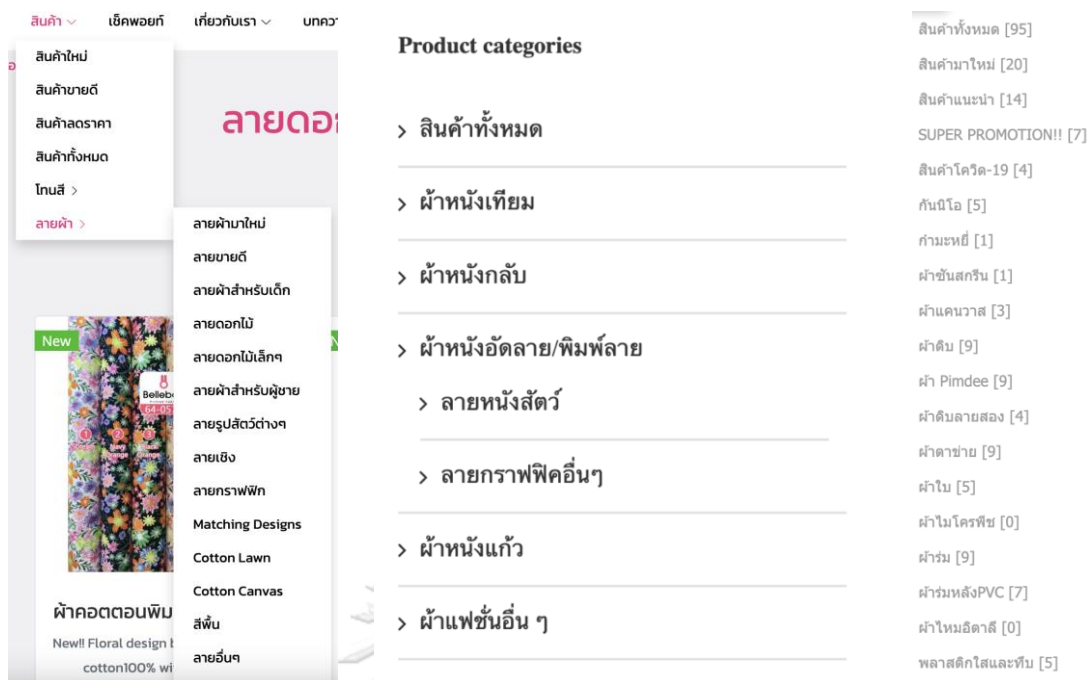 สินค้า
เช็คพอยท์
เกี่ยวกับเรา
สินค้าใหม่
สินค้าขายดี
สินค้าลดราคา
สินค้าทั้งหมด
โทนสี
ลายผ้า
ลายผ้ามาใหม่
ลายขายดี
ลายผ้าสำหรับเด็ก
ลายดอกไม้
ลายดอกไม้เล็กๆ
ลายผ้าสำหรับผู้ชาย
ลายรูปสัตว์ต่างๆ
ลายเชิง
ลายกราฟฟิก
Matching Designs
Cotton Lawn
Cotton Canvas
สีพื้น
ลายอื่นๆ
New
64-05
New!! Floral design
cotton100%
Product categories
สินค้าทั้งหมด
ผ้าหนังเทียม
ผ้าหนังกลับ
ผ้าหนังอัดลาย/พิมพ์ลาย
ลายหนังสัตว์
ลายกราฟฟิคอื่นๆ
ผ้าหนังแก้ว
ผ้าแฟชั่นอื่น ๆ
สินค้าทั้งหมด [95]
สินค้ามาใหม่ [20]
สินค้าแนะนำ [14]
SUPER PROMOTION!! [7]
สินค้าโควิด-19 [4]
กันนิโอ [5]
กำมะหยี่ [1]
ผ้าซันสกรีน [1]
ผ้าแคนวาส [3]
ผ้าดิบ [9]
ผ้า Pimdee [9]
ผ้าดิบลายสอง [4]
ผ้าตาข่าย [9]
ผ้าใบ [5]
ผ้าไมโครพีช [0]
ผ้าร่ม [9]
ผ้าร่มหลังPVC [7]
ผ้าไหมอิตาลี [0]
พลาสติกใสและทึบ [5]